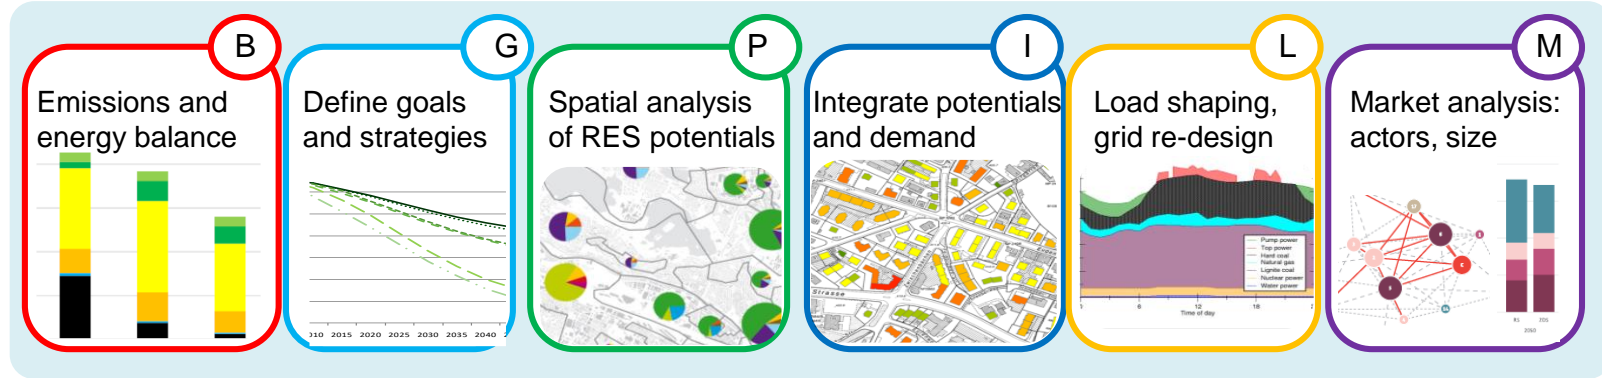 B
Emissions and
energy balance
G
Define goals
and strategies
2015 2020 2025 2030 2035 2040
P
Spatial analysis
of RES potentials
I
Integrate potentials
and demand
Strasse
L
Load shaping,
grid re-design
Pump power
Top power
Hard coal
Natural gas
Lignite coal
Nuclear power
Water power
6 12 18
Time of day
M
Market analysis:
actors, size
2010